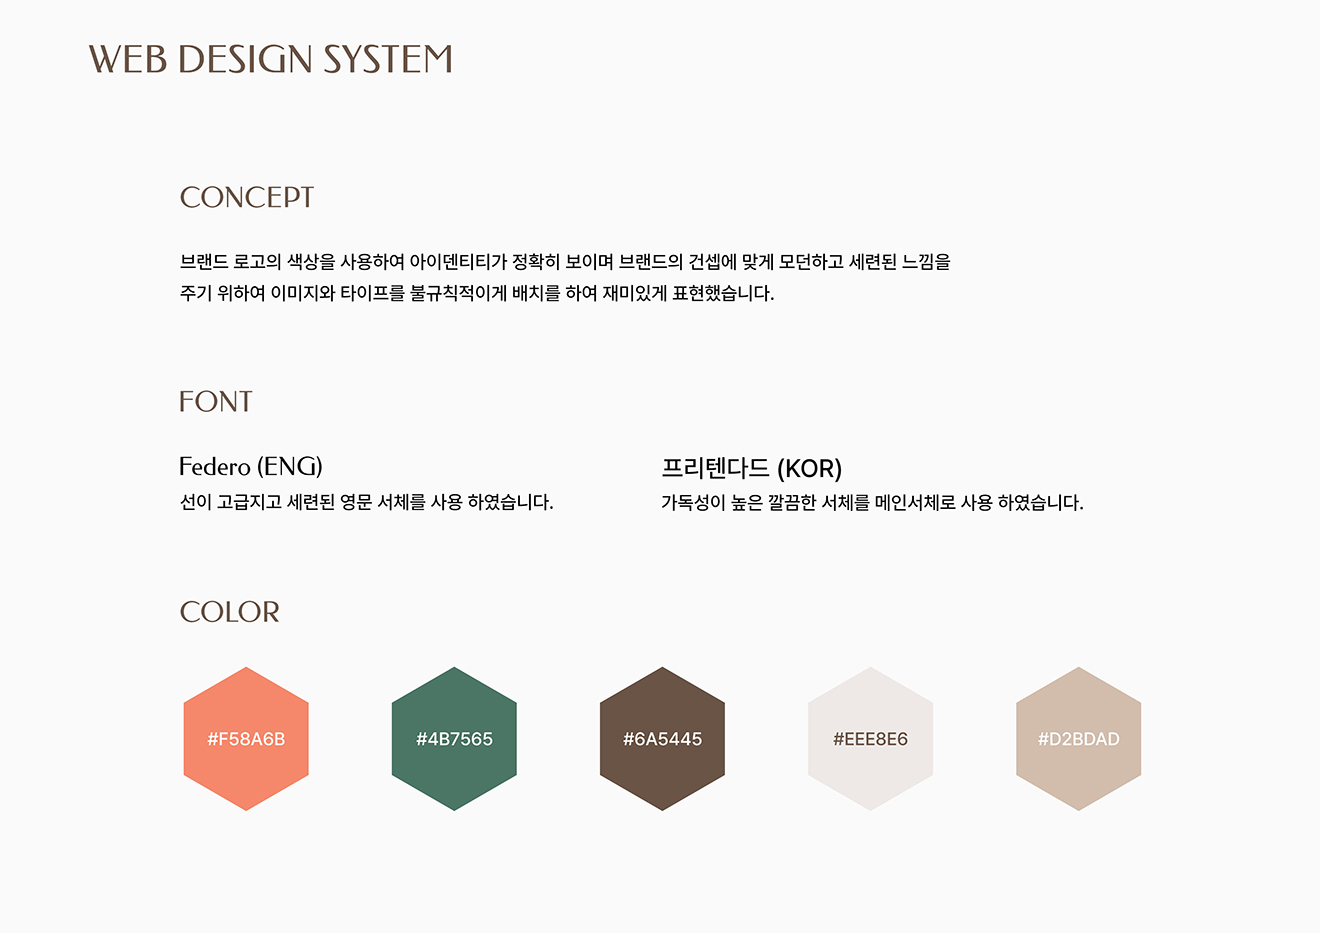 WEB DESIGN SYSTEM
CONCEPT
브랜드 로고의 색상을 사용하여 아이덴티티가 정확히 보이며 브랜드의 건셉에 맞게 모던하고 세련된 느낌을
주기 위하여 이미지와 타이프를 불규칙적이게 배치를 하여 재미있게 표현했습니다.
FONT
Federo (ENG)
선이 고급지고 세련된 영문 서체를 사용 하였습니다.
프리텐다드 (KOR)
가독성이 높은 깔끔한 서체를 메인서체로 사용 하였습니다.
COLOR
#F58A6B
#4B7565
#6A5445
#EEE8E6
#D2BDAD